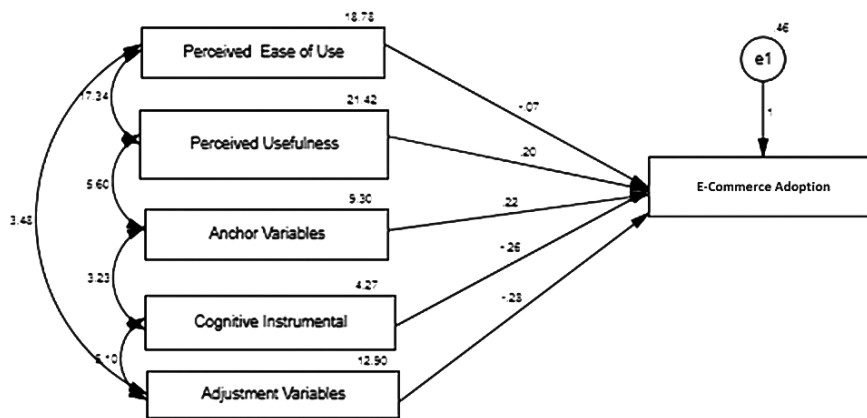 18.78
.46
Perceived Ease of Use
e1
17.34
21.42
-.07
1
Perceived Usefulness
.20
E-Commerce Adoption
5.60
9.30
.22
3.48
Anchor Variables
-.26
3.23
4.27
-.28
Cognitive Instrumental
5.10
12.90
Adjustment Variables